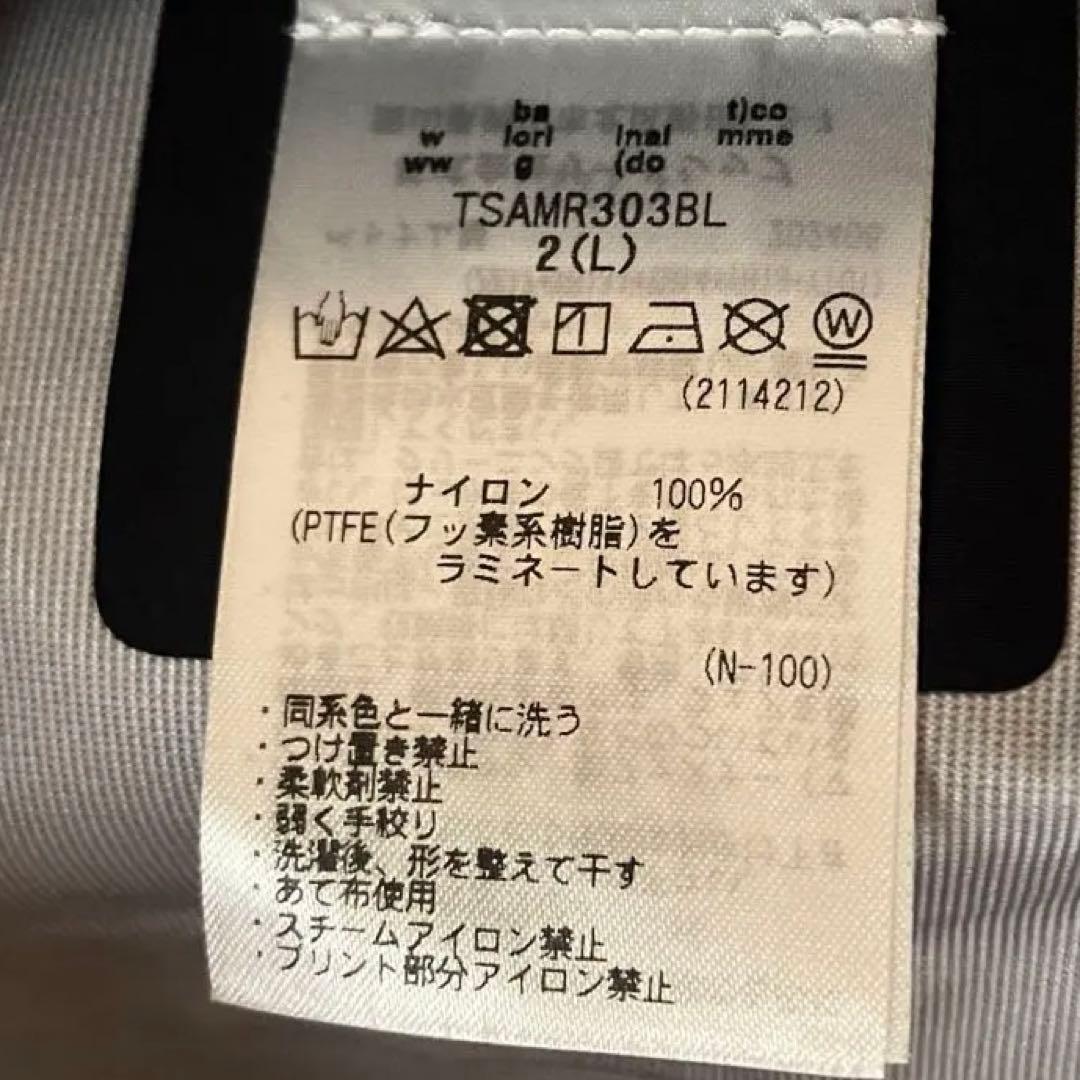 ba t)co
w lori inal mme
ww g (do
TSAMR303BL
2(L)
W
(2114212)
ナイロン 100%
(PTFE(フッ素系樹脂)を
ラミネートしています)
(N-100)
・同系色と一緒に洗う
・つけ置き禁止
・柔軟剤禁止
・弱く手絞り
・洗濯後、形を整えて干す
・あて布使用
・スチームアイロン禁止
・プリント部分アイロン禁止